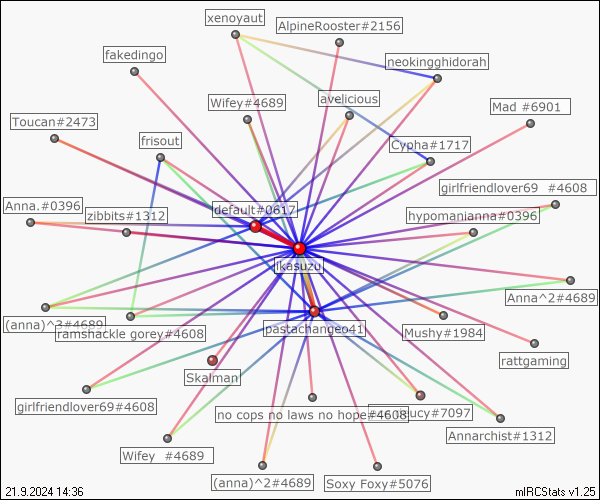 xenoyaut
AlpineRooster#2156
fakedingo
neokingghidorah
Wifey#4689
avelicious
Mad #6901
Toucan#2473
frisout
Cypha#1717
girlfriendlover69 #4608
Anna.#0396
zibbits#1312
default#0617
hypomanianna#0396
ikasuzu
Anna^2#4689
(anna)^3#4689
ramshackle gorey#4608
pastachangeo41
Mushy#1984
rattgaming
Skalman
girlfriendlover69#4608
no cops no laws no hope#4608
ucy#7097
Annarchist#1312
Wifey #4689
(anna)^2#4689
Soxy Foxy#5076
21.9.2024 14:36
mIRCStats v1.25